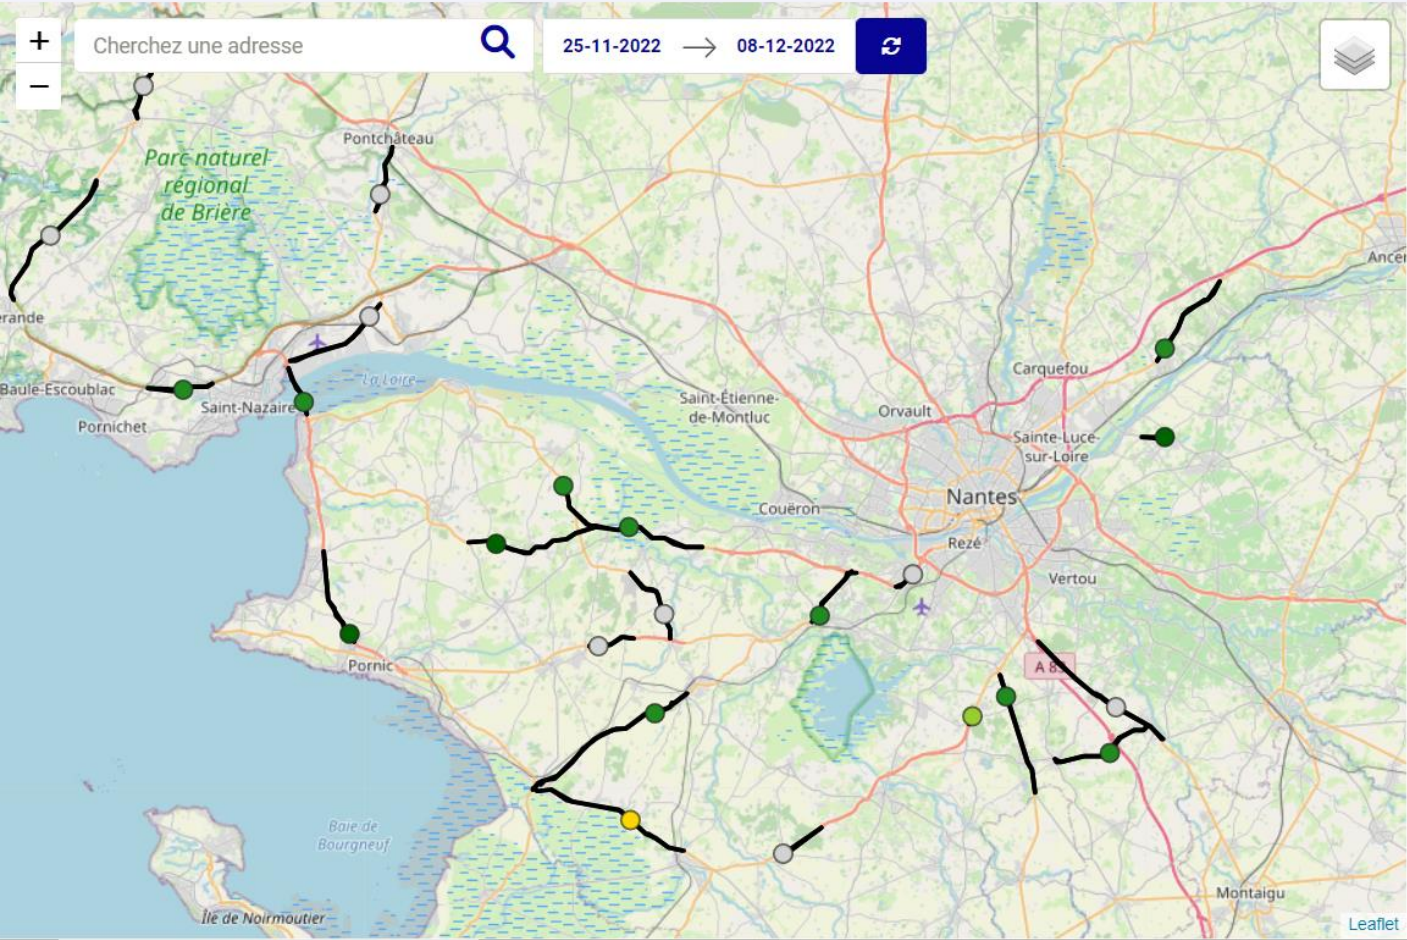 +
Cherchez une adresse
25-11-2022 → 08-12-2022
−
Pontchâteau
Parc naturel
régional
de Brière
Ancen
érande
Carquefou
La Loire
Baule-Escoublac
Saint-Nazaire
Saint-Étienne-
de-Montluc
Orvault
Pornichet
Sainte-Luce-
sur-Loire
Nantes
Couëron
Rezé
Vertou
Pornic
A 83
Baie de
Bourgneuf
Montaigu
Île de Noirmoutier
Leaflet